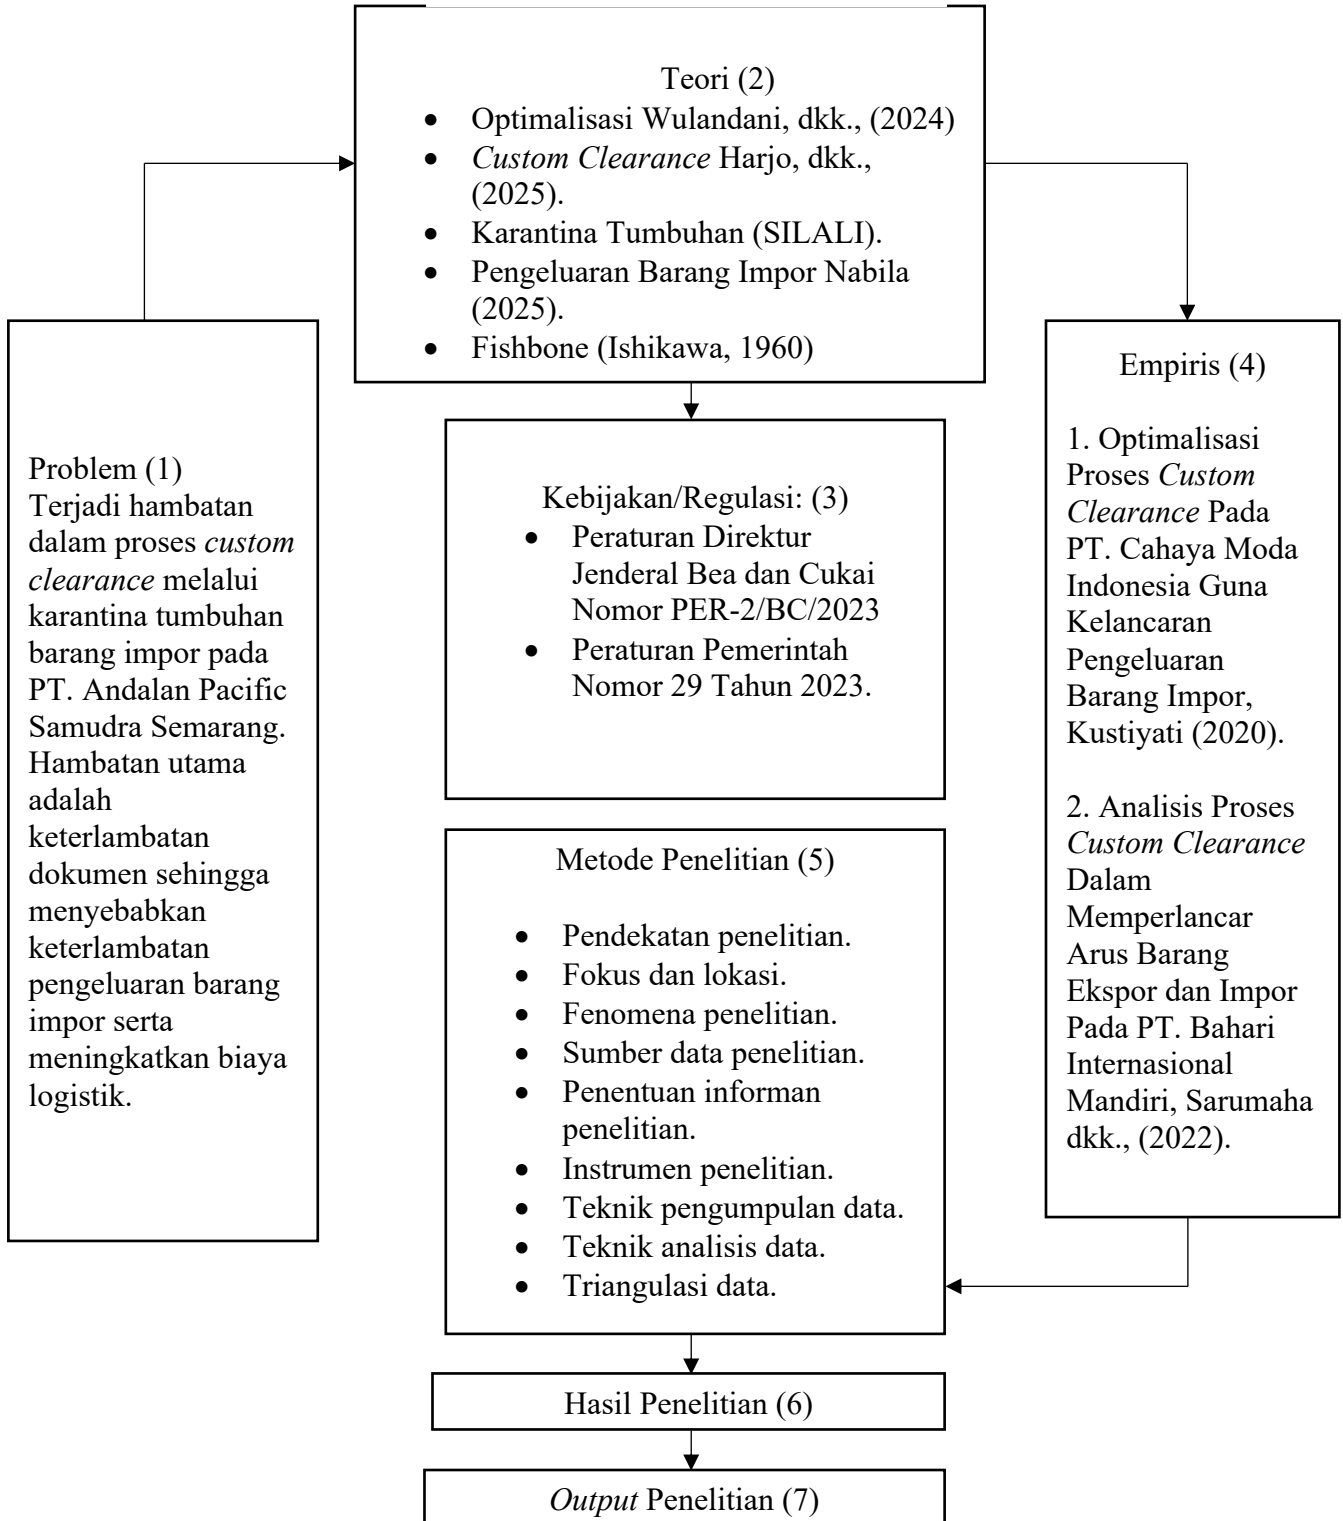 Teori (2)
• Optimalisasi Wulandani, dkk., (2024)
• Custom Clearance Harjo, dkk.,
(2025).
• Karantina Tumbuhan (SILALI).
• Pengeluaran Barang Impor Nabila
(2025).
• Fishbone (Ishikawa, 1960)
Problem (1)
Terjadi hambatan
dalam proses custom
clearance melalui
karantina tumbuhan
barang impor pada
PT. Andalan Pacific
Samudra Semarang.
Hambatan utama
adalah
keterlambatan
dokumen sehingga
menyebabkan
keterlambatan
pengeluaran barang
impor serta
meningkatkan biaya
logistik.
Kebijakan/Regulasi: (3)
• Peraturan Direktur
Jenderal Bea dan Cukai
Nomor PER-2/BC/2023
• Peraturan Pemerintah
Nomor 29 Tahun 2023.
Empiris (4)
1. Optimalisasi
Proses Custom
Clearance Pada
PT. Cahaya Moda
Indonesia Guna
Kelancaran
Pengeluaran
Barang Impor,
Kustiyati (2020).
2. Analisis Proses
Custom Clearance
Dalam
Memperlancar
Arus Barang
Ekspor dan Impor
Pada PT. Bahari
Internasional
Mandiri, Sarumaha
dkk., (2022).
Metode Penelitian (5)
• Pendekatan penelitian.
• Fokus dan lokasi.
• Fenomena penelitian.
• Sumber data penelitian.
• Penentuan informan
penelitian.
• Instrumen penelitian.
• Teknik pengumpulan data.
• Teknik analisis data.
• Triangulasi data.
Hasil Penelitian (6)
Output Penelitian (7)